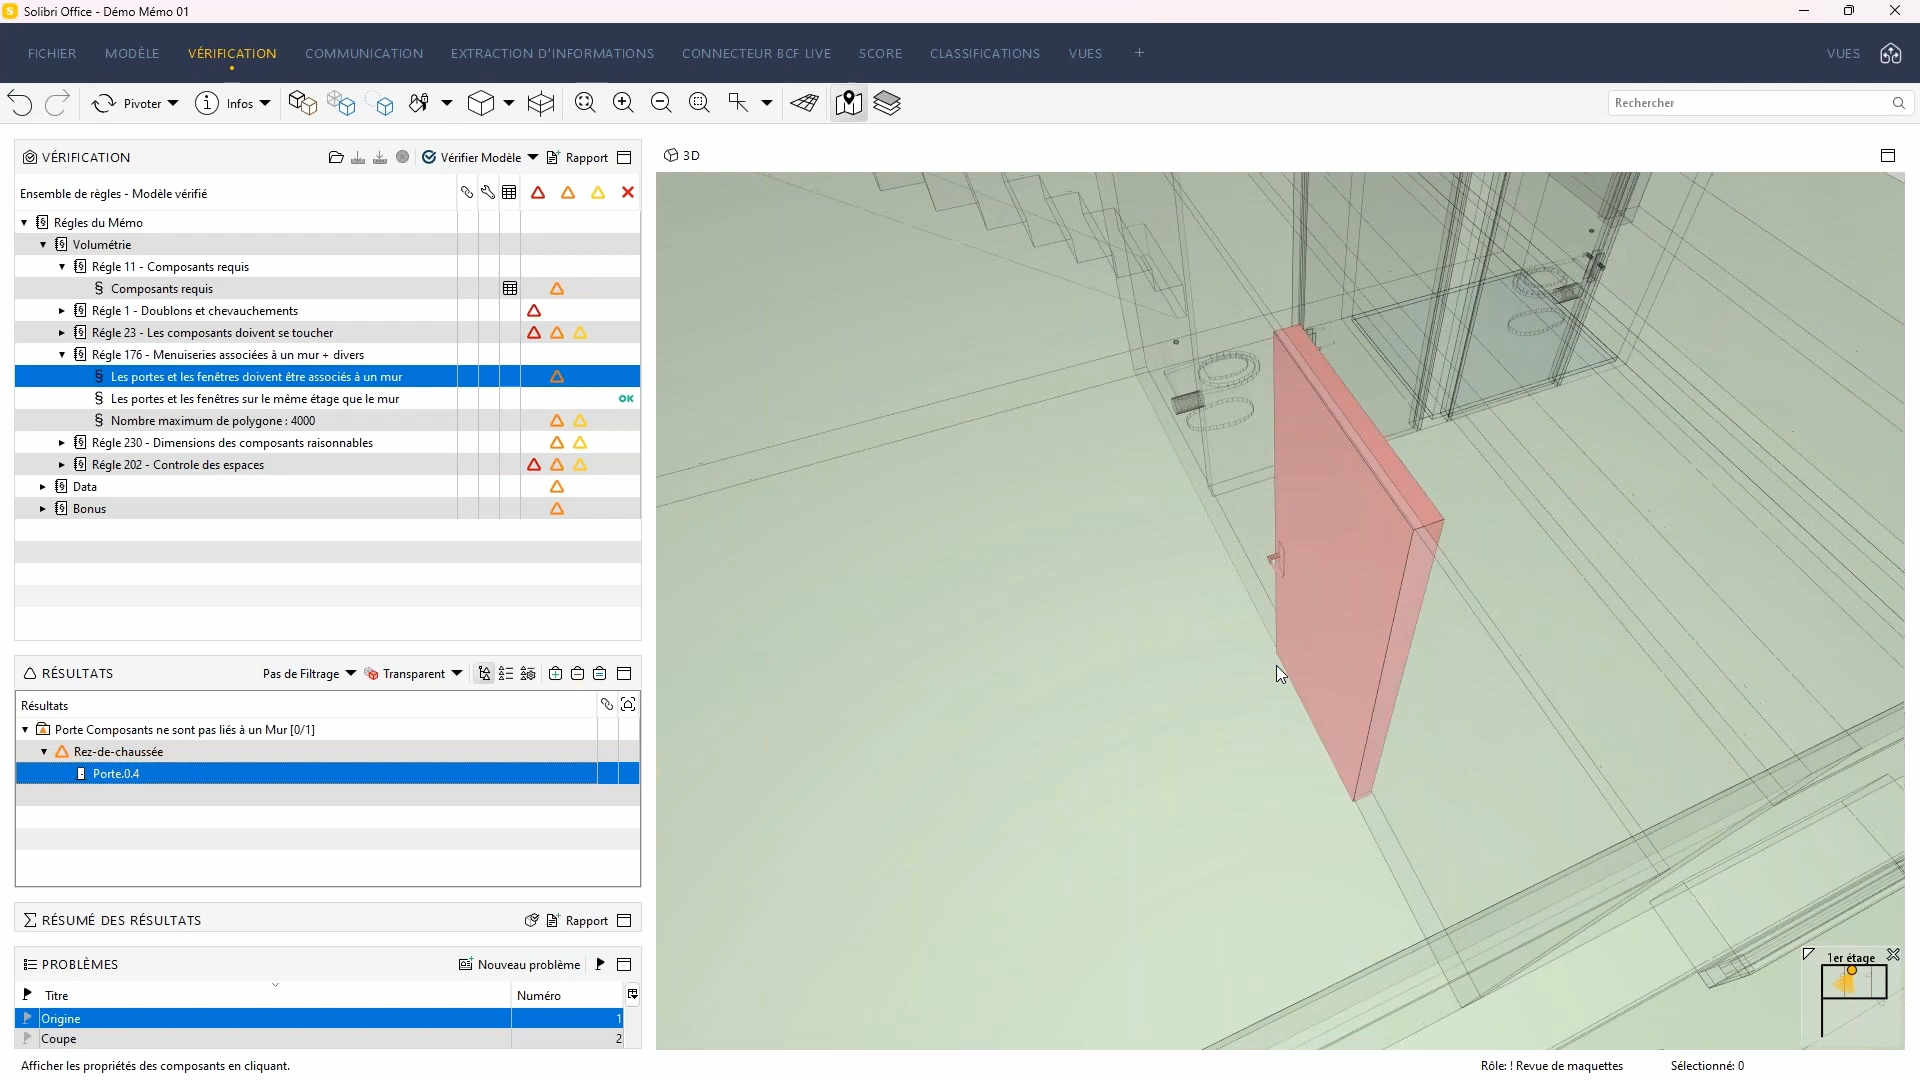 Solibri Office - Démo Mémo 01
FICHIER MODÈLE VÉRIFICATION COMMUNICATION EXTRACTION D'INFORMATIONS CONNECTEUR BCF LIVE SCORE CLASSIFICATIONS VUES + VUES
Pivoter Infos Rechercher
VÉRIFICATION Vérifier Modèle Rapport
3D
Ensemble de règles - Modèle vérifié
Régles du Mémo
Volumétrie
Régle 11 - Composants requis
§ Composants requis
Régle 1 - Doublons et chevauchements
Régle 23 - Les composants doivent se toucher
Régle 176 - Menuiseries associées à un mur + divers
§ Les portes et les fenêtres doivent être associés à un mur
§ Les portes et les fenêtres sur le même étage que le mur OK
§ Nombre maximum de polygone : 4000
Régle 230 - Dimensions des composants raisonnables
Régle 202 - Controle des espaces
Data
Bonus
RÉSULTATS Pas de Filtrage Transparent
Résultats
Porte Composants ne sont pas liés à un Mur [0/1]
Rez-de-chaussée
Porte.0.4
RÉSUMÉ DES RÉSULTATS Rapport
PROBLÈMES Nouveau problème
Titre Numéro
Origine 1
Coupe 2
1er étage
Afficher les propriétés des composants en cliquant. Rôle: ! Revue de maquettes Sélectionné: 0